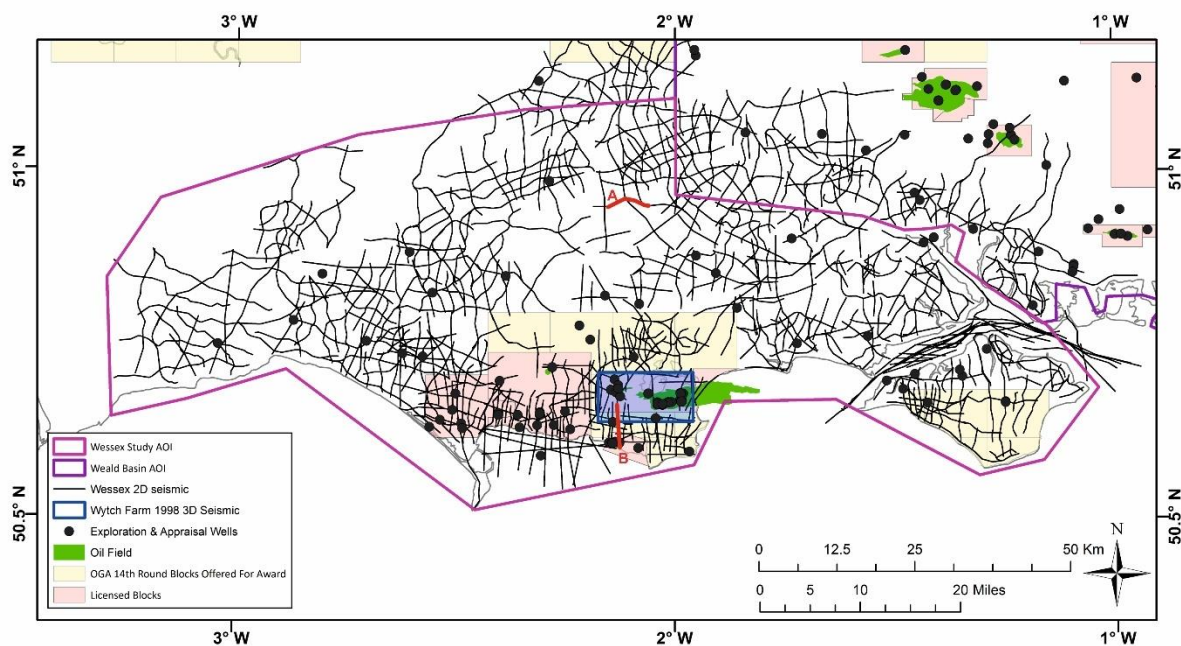 3° W
2° W
1° W
51° N
51° N
A
B
50.5° N
50.5° N
Wessex Study AOI
Weald Basin AOI
Wessex 2D seismic
Wytch Farm 1998 3D Seismic
Exploration & Appraisal Wells
Oil Field
OGA 14th Round Blocks Offered For Award
Licensed Blocks
0 12.5 25 50 Km
0 5 10 20 Miles
N
3° W
2° W
1° W